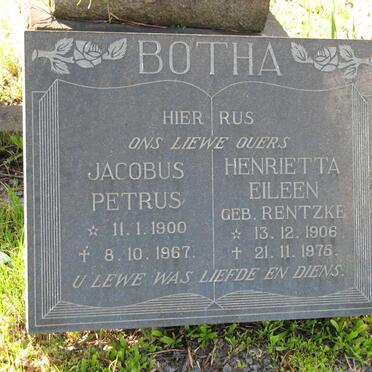 BOTHA
HIER RUS
ONS LIEWE OUERS
JACOBUS
PETRUS
☆ 11.1.1900
✝ 8.10.1967.
HENRIETTA
EILEEN
GEB. RENTZKE
☆ 13.12.1906
✝ 21.11.1975.
U LEWE WAS LIEFDE EN DIENS.